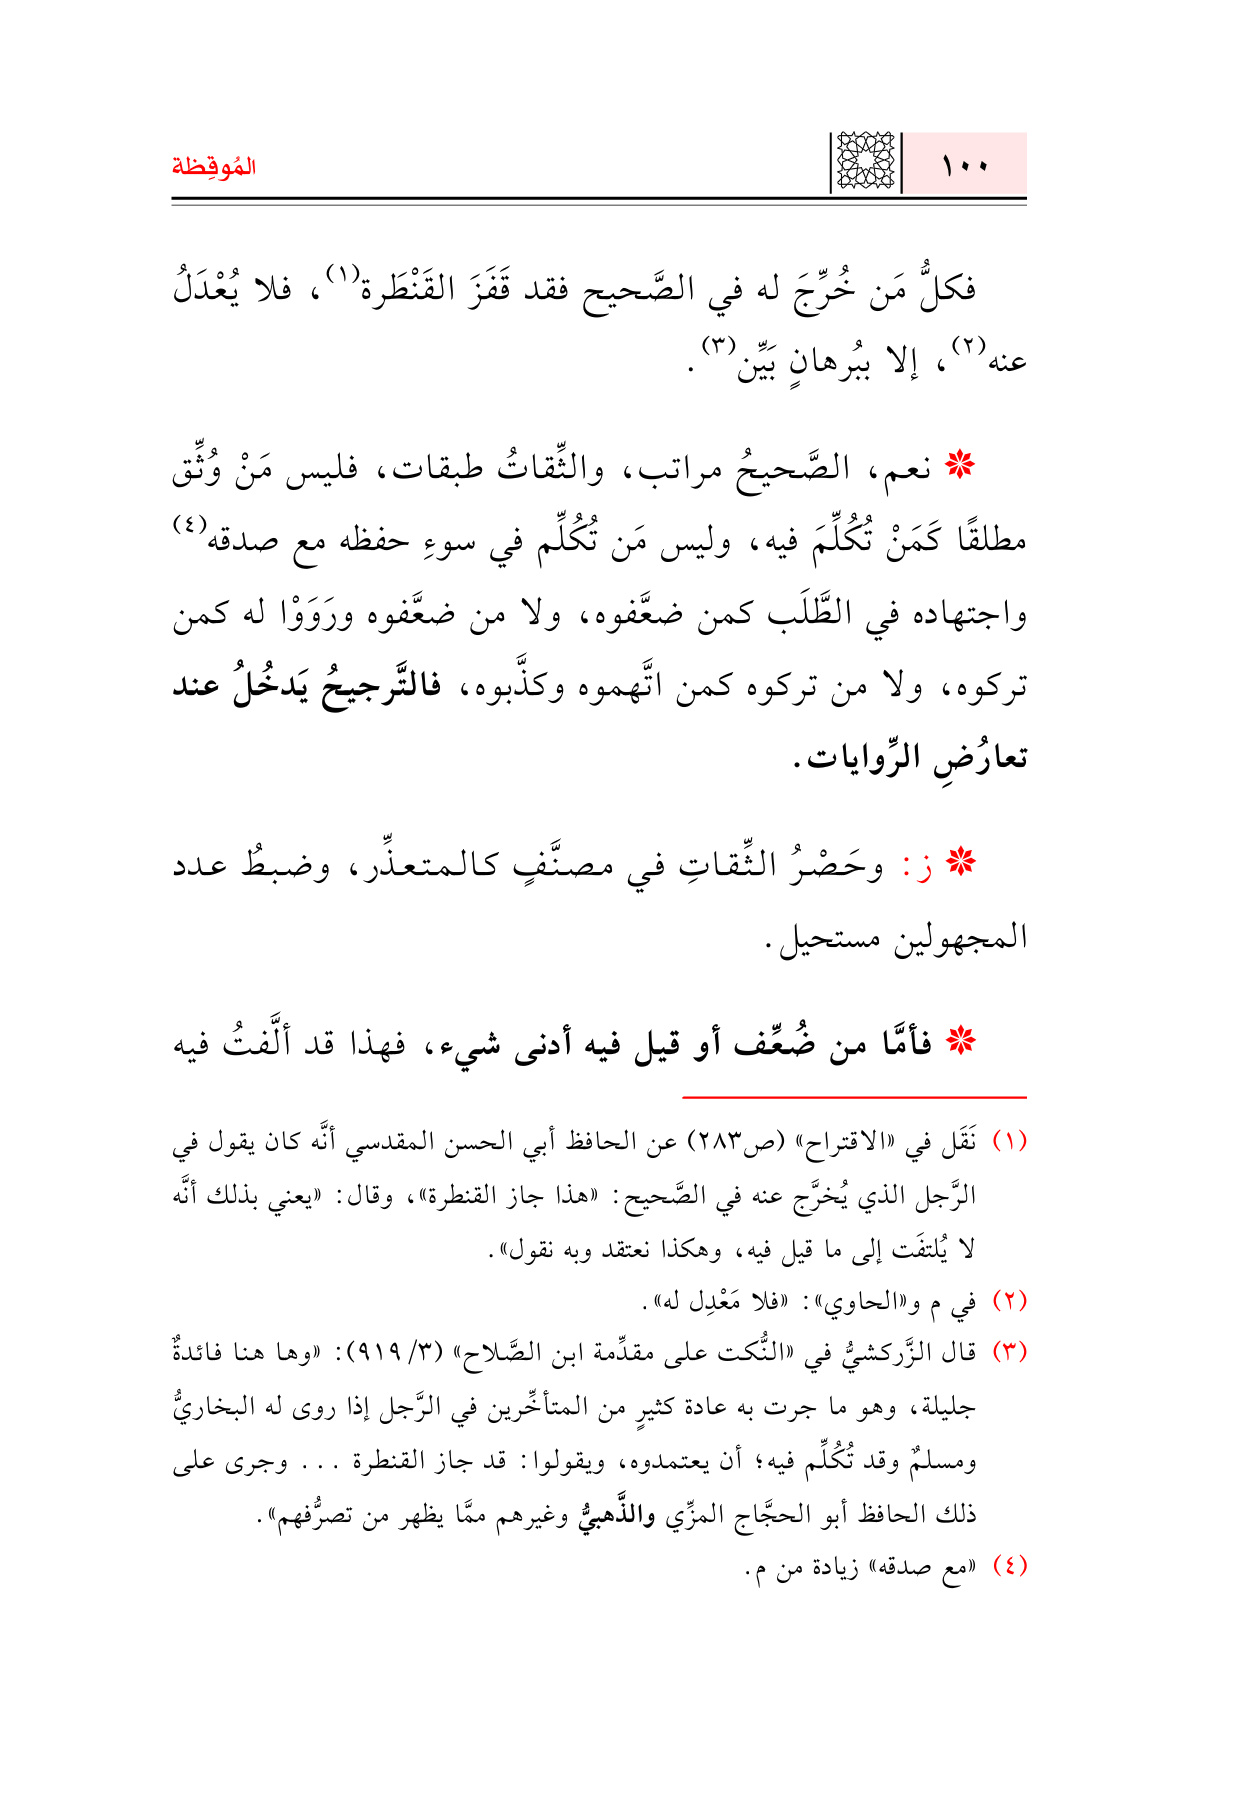 ١٠٠
المُوقِظة
فكلُّ مَن خُرِّجَ له في الصَّحيح فقد قَفَزَ القَنْطَرة(١)، فلا يُعْدَلُ
عنه(٢)، إلا ببُرهانٍ بَيِّن(٣).
❋ نعم، الصَّحيحُ مراتب، والثِّقاتُ طبقات، فليس مَنْ وُثِّق
مطلقًا كَمَنْ تُكُلِّمَ فيه، وليس مَن تُكُلِّم في سوءِ حفظه مع صدقه(٤)
واجتهاده في الطَّلَب كمن ضعَّفوه، ولا من ضعَّفوه ورَوَوْا له كمن
تركوه، ولا من تركوه كمن اتَّهموه وكذَّبوه، فالتَّرجيحُ يَدخُلُ عند
تعارُضِ الرِّوايات.
❋ ز: وحَصْرُ الثِّقاتِ في مصنَّفٍ كالمتعذِّر، وضبطُ عدد
المجهولين مستحيل.
❋ فأمَّا من ضُعِّف أو قيل فيه أدنى شيء، فهذا قد ألَّفتُ فيه
(١) نَقَل في «الاقتراح» (ص٢٨٣) عن الحافظ أبي الحسن المقدسي أنَّه كان يقول في
الرَّجل الذي يُخرَّج عنه في الصَّحيح: «هذا جاز القنطرة»، وقال: «يعني بذلك أنَّه
لا يُلتفَت إلى ما قيل فيه، وهكذا نعتقد وبه نقول».
(٢) في م و«الحاوي»: «فلا مَعْدِل له».
(٣) قال الزَّركشيُّ في «النُّكت على مقدِّمة ابن الصَّلاح» (٣/ ٩١٩): «وها هنا فائدةٌ
جليلة، وهو ما جرت به عادة كثيرٍ من المتأخِّرين في الرَّجل إذا روى له البخاريُّ
ومسلمٌ وقد تُكُلِّم فيه؛ أن يعتمدوه، ويقولوا: قد جاز القنطرة ... وجرى على
ذلك الحافظ أبو الحجَّاج المزِّي والذَّهبيُّ وغيرهم ممَّا يظهر من تصرُّفهم».
(٤) «مع صدقه» زيادة من م.